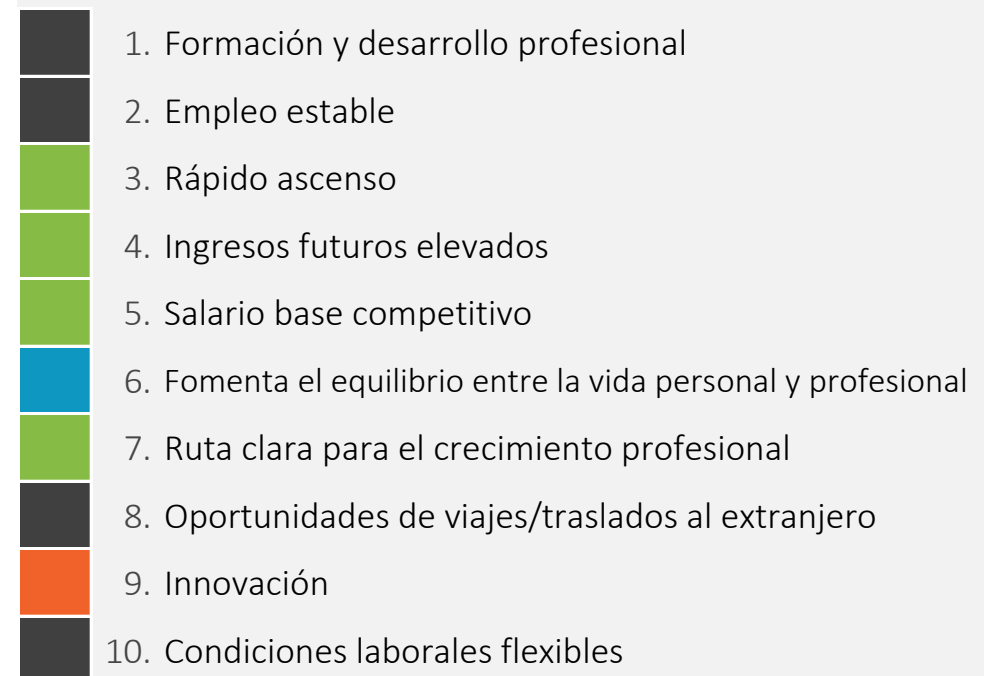 1. Formación y desarrollo profesional
2. Empleo estable
3. Rápido ascenso
4. Ingresos futuros elevados
5. Salario base competitivo
6. Fomenta el equilibrio entre la vida personal y profesional
7. Ruta clara para el crecimiento profesional
8. Oportunidades de viajes/traslados al extranjero
9. Innovación
10. Condiciones laborales flexibles